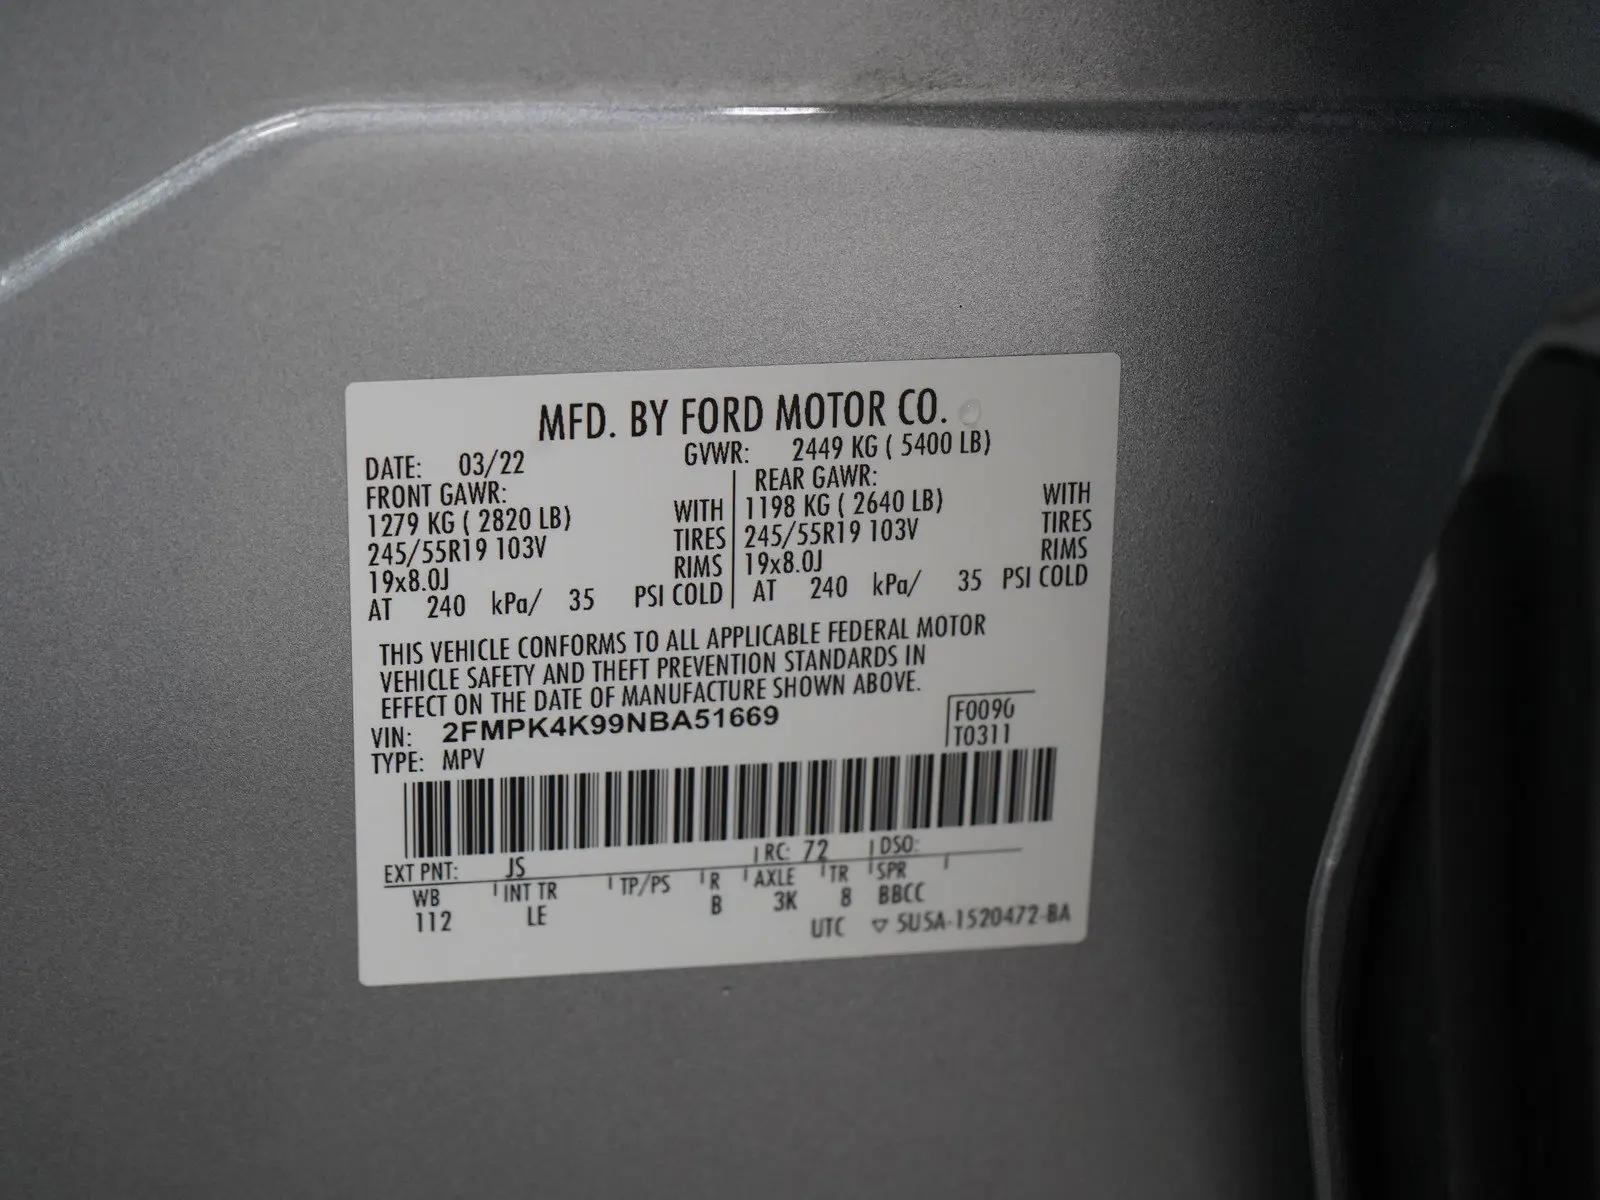 MFD. BY FORD MOTOR CO.
DATE: 03/22 GVWR: 2449 KG ( 5400 LB)
FRONT GAWR: REAR GAWR:
1279 KG ( 2820 LB) WITH 1198 KG ( 2640 LB) WITH
245/55R19 103V TIRES 245/55R19 103V TIRES
19x8.0J RIMS 19x8.0J RIMS
AT 240 kPa/ 35 PSI COLD AT 240 kPa/ 35 PSI COLD
THIS VEHICLE CONFORMS TO ALL APPLICABLE FEDERAL MOTOR
VEHICLE SAFETY AND THEFT PREVENTION STANDARDS IN
EFFECT ON THE DATE OF MANUFACTURE SHOWN ABOVE.
VIN: 2FMPK4K99NBA51669 F0090
TYPE: MPV T0311
EXT PNT: JS RC: 72 DSO:
WB INT TR TP/PS R AXLE TR SPR
112 LE B 3K 8 BBCC
UTC ▽ 5U5A-1520472-BA